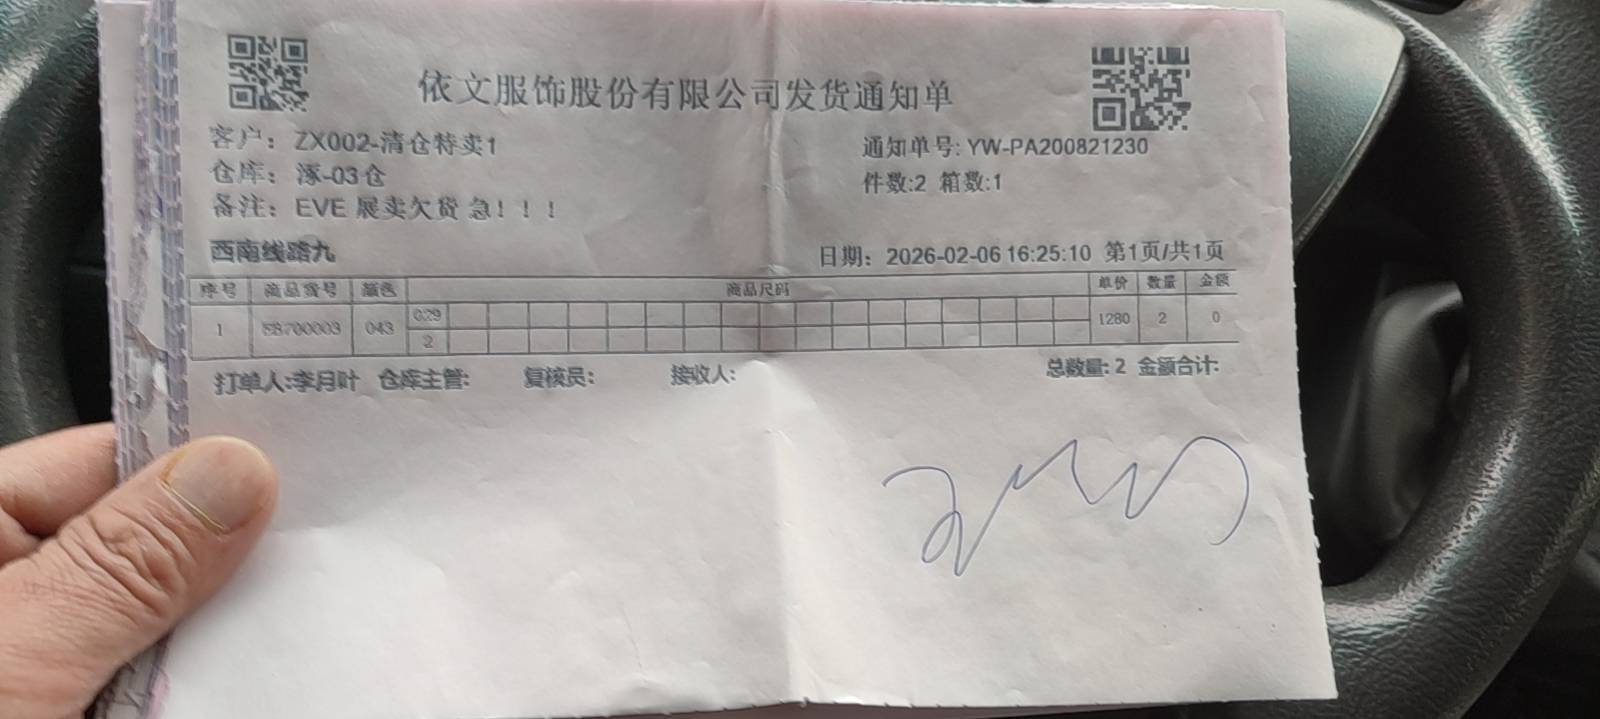 依文服饰股份有限公司发货通知单
客户: ZX002-清仓特卖1
通知单号: YW-PA200821230
仓库: 涿-03仓
件数:2 箱数:1
备注: EVE 展卖欠货 急!!!
西南线路九
日期: 2026-02-06 16:25:10 第1页/共1页
序号 商品货号 颜色 商品尺码 单价 数量 金额
1 043 029 1280 2 0
2
打单人:李月叶 仓库主管: 复核员: 接收人: 总数量: 2 金额合计: